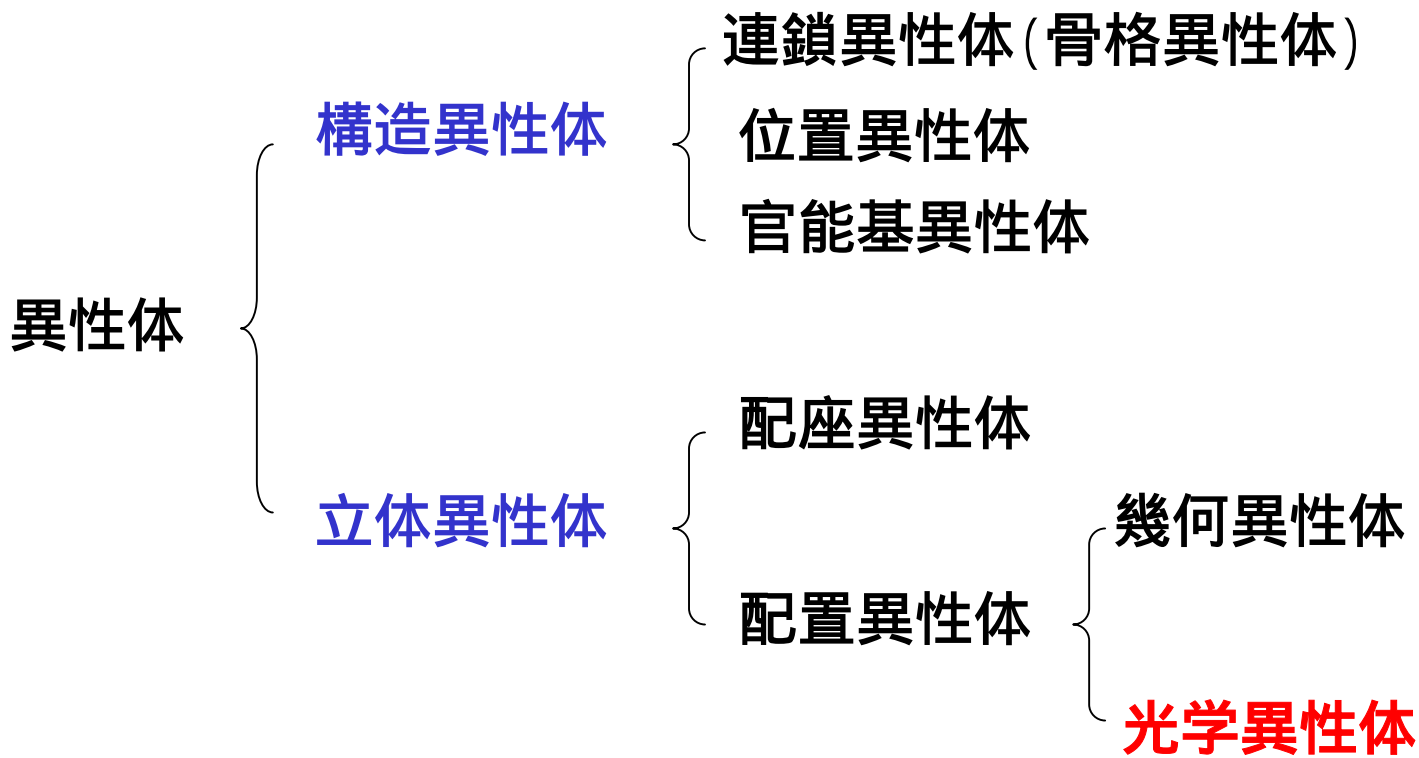 連鎖異性体(骨格異性体)
構造異性体
位置異性体
官能基異性体
異性体
配座異性体
立体異性体
幾何異性体
配置異性体
光学異性体